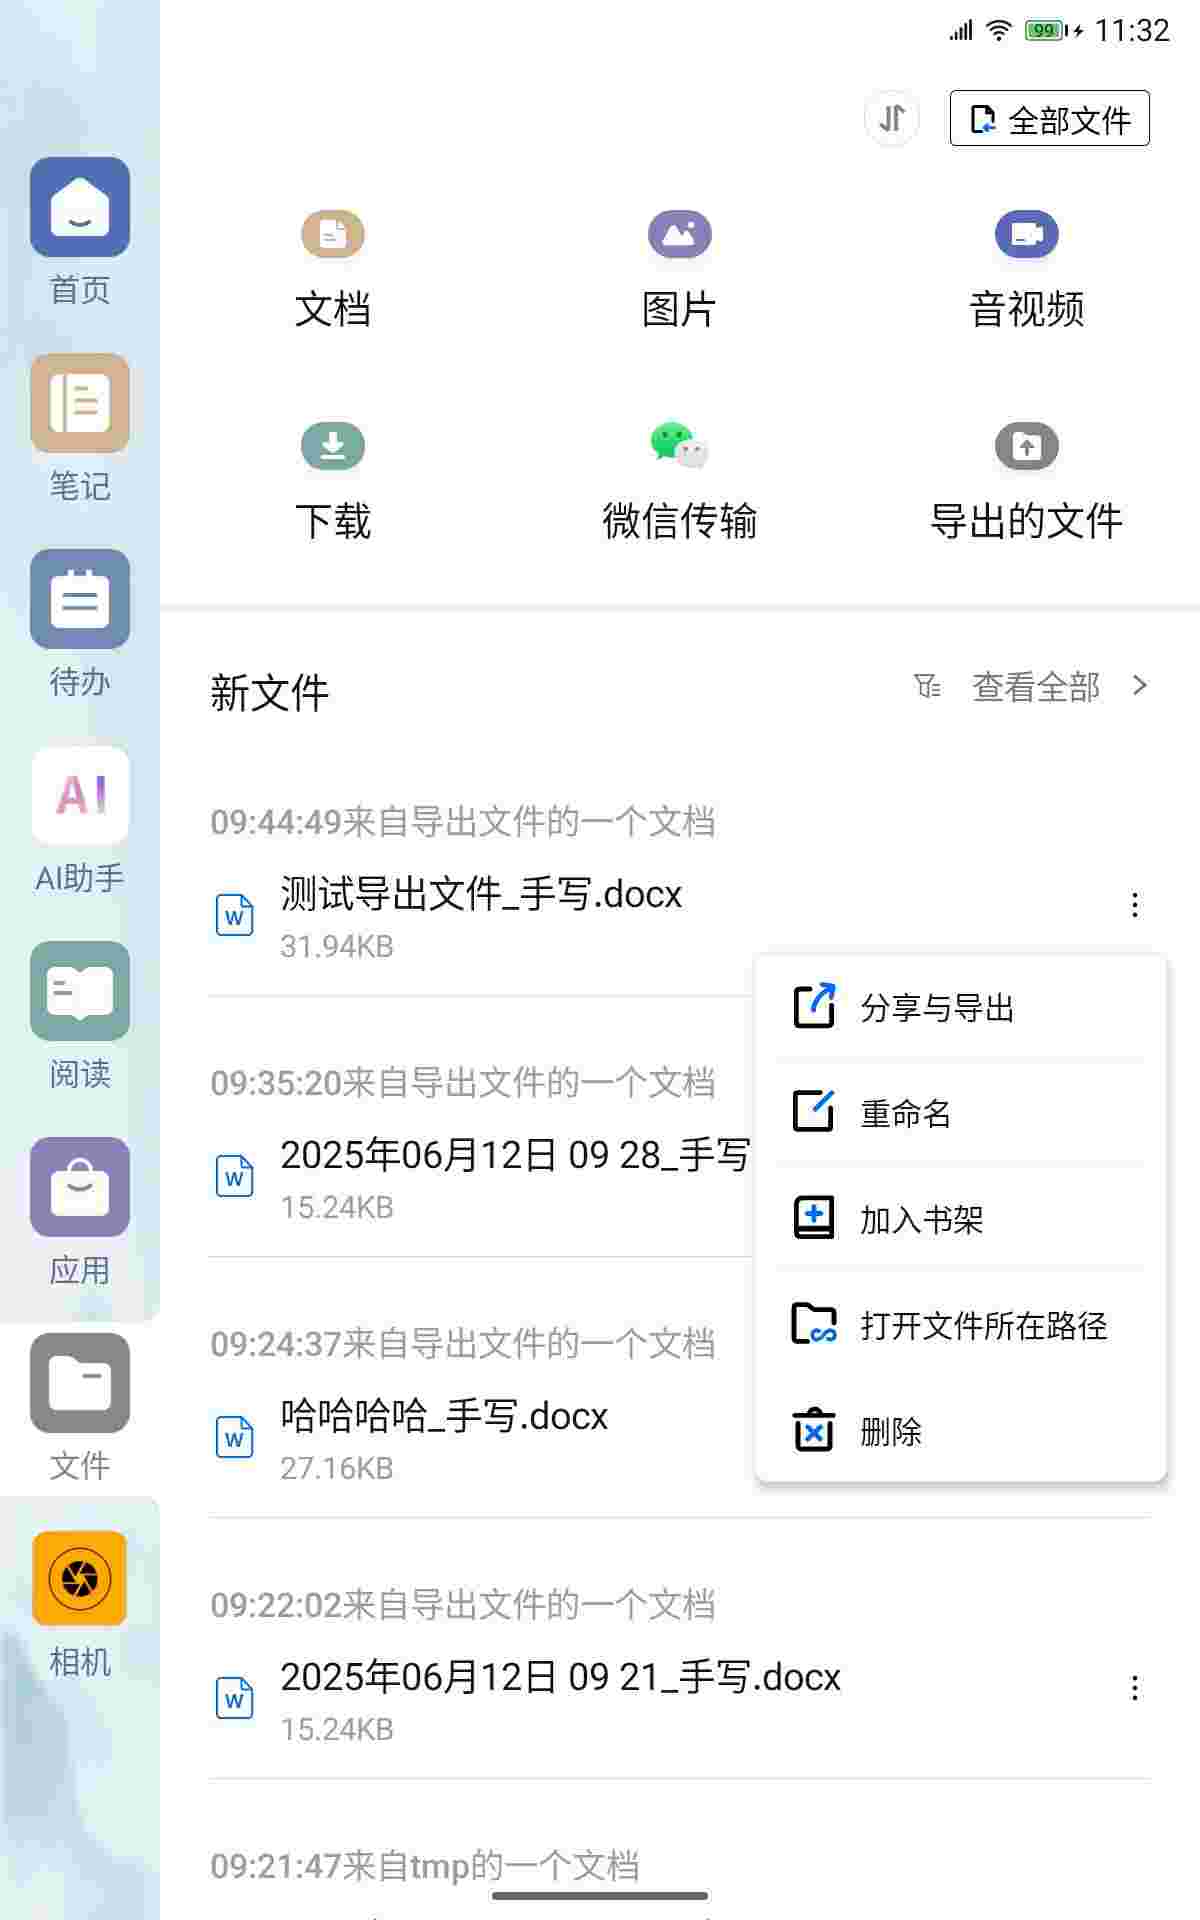 99 11:32
全部文件
首页
笔记
待办
AI
AI助手
阅读
应用
文件
相机
文档
图片
音视频
下载
微信传输
导出的文件
新文件
查看全部
09:44:49来自导出文件的一个文档
W
测试导出文件_手写.docx
31.94KB
分享与导出
重命名
加入书架
打开文件所在路径
删除
09:35:20来自导出文件的一个文档
W
2025年06月12日 09 28_手写
15.24KB
09:24:37来自导出文件的一个文档
W
哈哈哈哈_手写.docx
27.16KB
09:22:02来自导出文件的一个文档
W
2025年06月12日 09 21_手写.docx
15.24KB
09:21:47来自tmp的一个文档